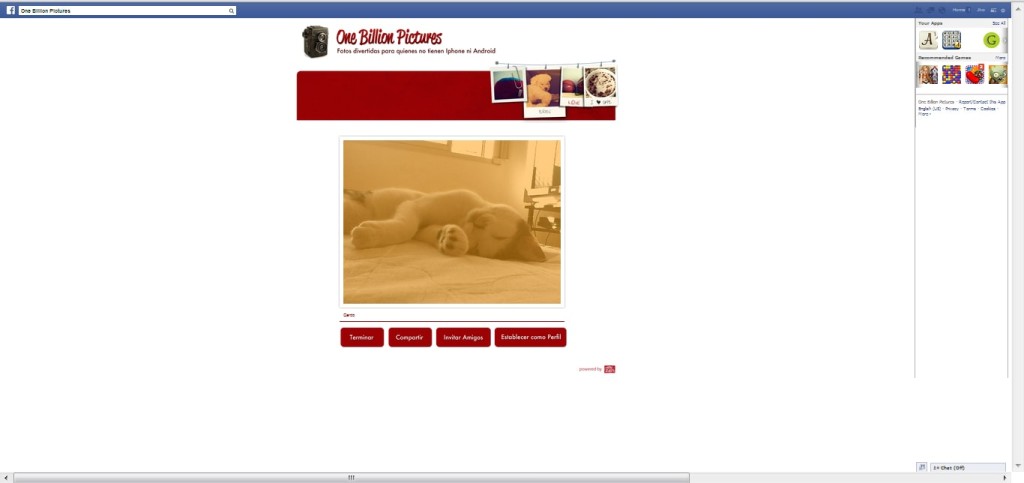 One Billion Pictures
Home
One Billion Pictures
Fotos divertidas para quienes no tienen Iphone ni Android
Your Apps
See All
Recommended Games
More
One Billion Pictures · Report/Contact this App
English (US) · Privacy · Terms · Cookies ·
More
Terminar
Compartir
Invitar Amigos
Establecer como Perfil
powered by
Chat (Off)